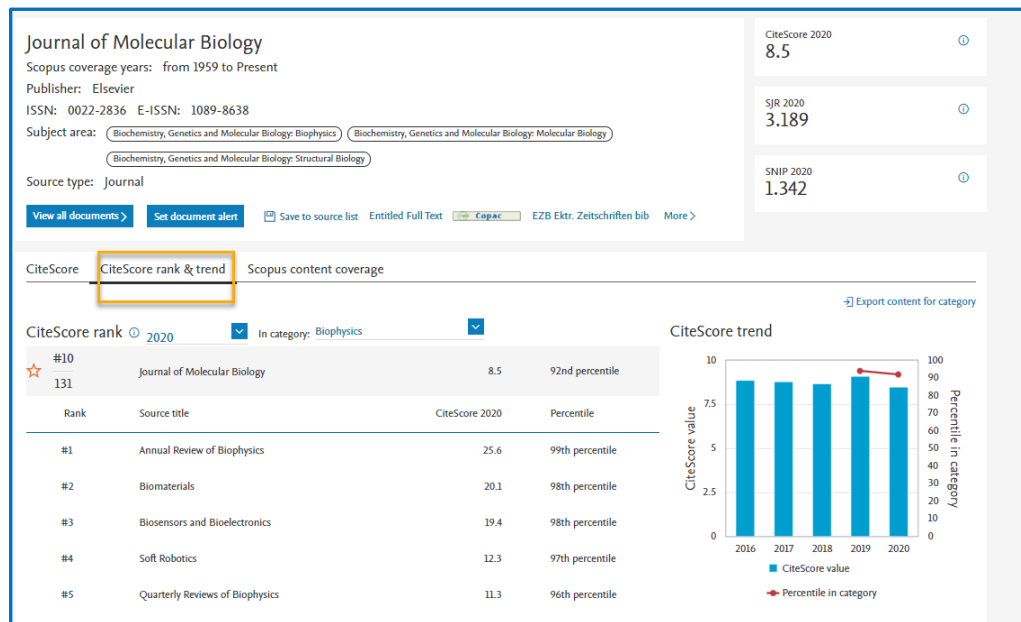 Journal of Molecular Biology
Scopus coverage years: from 1959 to Present
Publisher: Elsevier
ISSN: 0022-2836 E-ISSN: 1089-8638
Subject area: Biochemistry, Genetics and Molecular Biology: Biophysics Biochemistry, Genetics and Molecular Biology: Molecular Biology
Biochemistry, Genetics and Molecular Biology: Structural Biology
Source type: Journal
View all documents > Set document alert Save to source list Entitled Full Text Copac EZB Ektr. Zeitschriften bib More >
CiteScore 2020
8.5
SJR 2020
3.189
SNIP 2020
1.342
CiteScore CiteScore rank & trend Scopus content coverage
Export content for category
CiteScore rank 2020 In category: Biophysics
#10
131
Journal of Molecular Biology 8.5 92nd percentile
Rank Source title CiteScore 2020 Percentile
#1 Annual Review of Biophysics 25.6 99th percentile
#2 Biomaterials 20.1 98th percentile
#3 Biosensors and Bioelectronics 19.4 98th percentile
#4 Soft Robotics 12.3 97th percentile
#5 Quarterly Reviews of Biophysics 11.3 96th percentile
CiteScore trend
CiteScore value
10
7.5
5
2.5
0
100
90
80
70
60
50
40
30
20
10
0
Percentile in category
2016 2017 2018 2019 2020
CiteScore value
Percentile in category